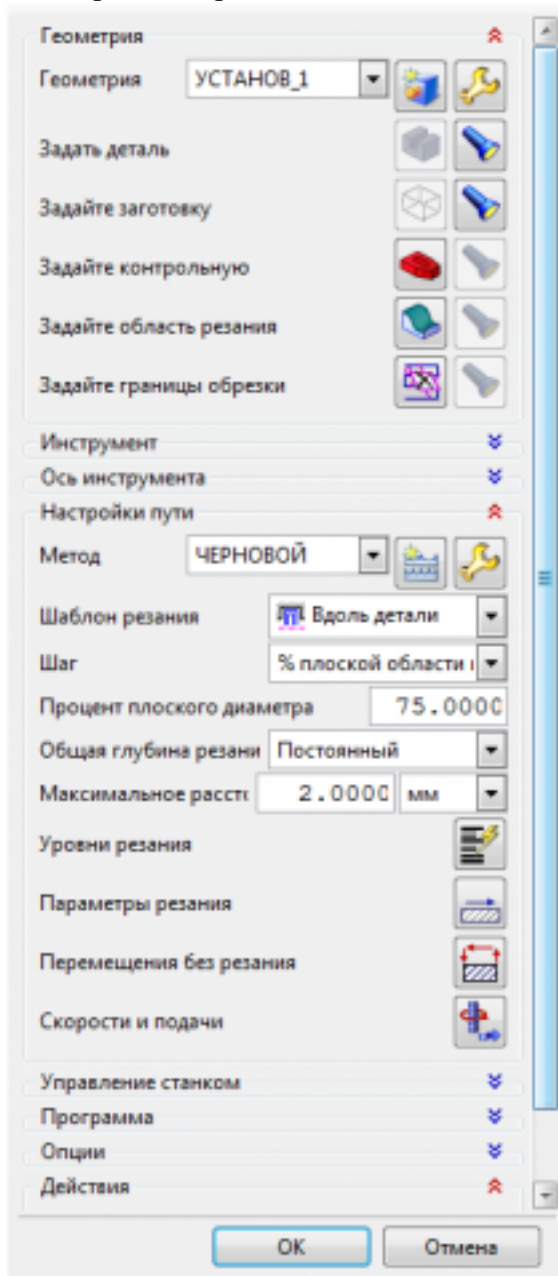 Геометрия
Геометрия УСТАНОВ_1
Задать деталь
Задайте заготовку
Задайте контрольную
Задайте область резания
Задайте границы обрезки
Инструмент
Ось инструмента
Настройки пути
Метод ЧЕРНОВОЙ
Шаблон резания Вдоль детали
Шаг % плоской области
Процент плоского диаметра 75.0000
Общая глубина резани Постоянный
Максимальное расст 2.0000 мм
Уровни резания
Параметры резания
Перемещения без резания
Скорости и подачи
Управление станком
Программа
Опции
Действия
ОК Отмена